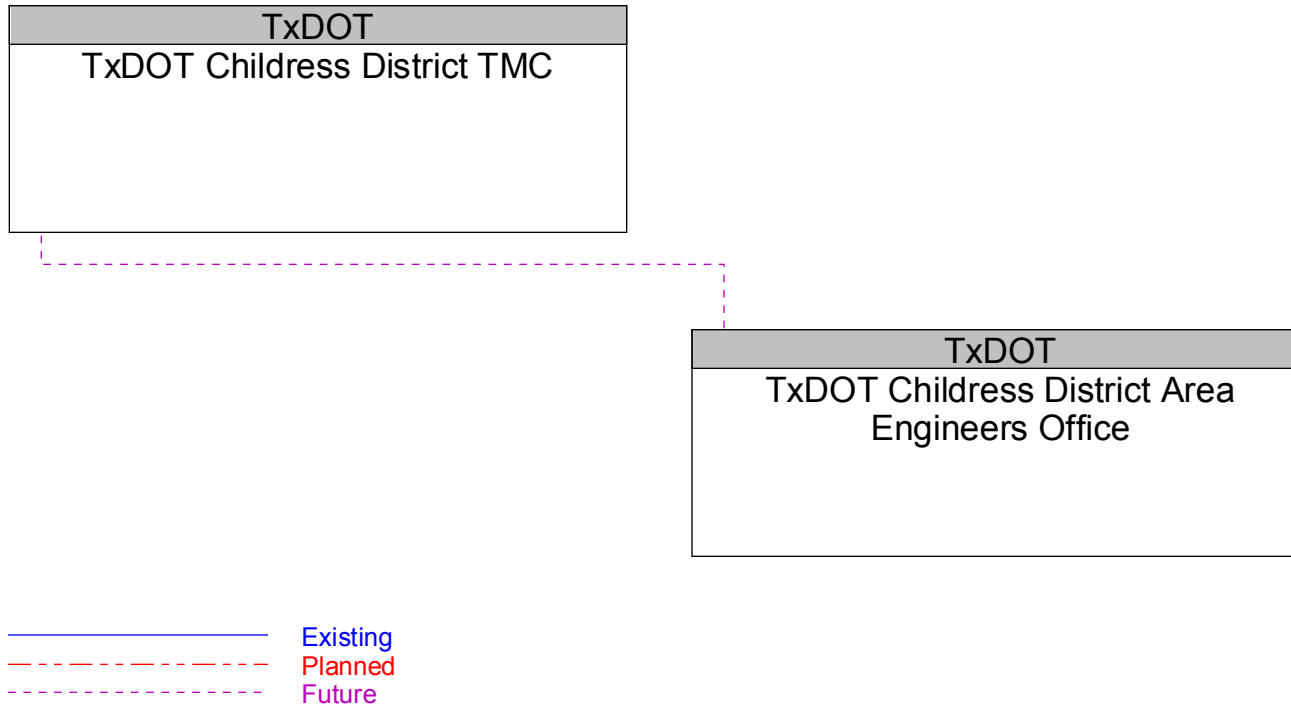 TxDOT
TxDOT Childress District TMC
TxDOT
TxDOT Childress District Area
Engineers Office
Existing
Planned
Future